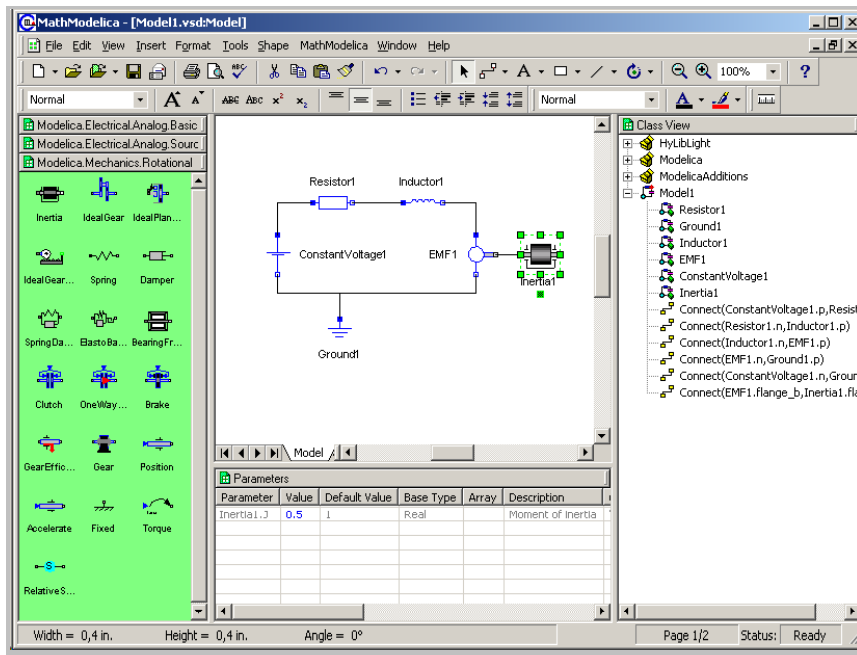 MathModelica - [Model1.vsd:Model]
File Edit View Insert Format Tools Shape MathModelica Window Help
100%
Normal
Normal
Modelica.Electrical.Analog.Basic
Modelica.Electrical.Analog.Sourc
Modelica.Mechanics.Rotational
Inertia IdealGear IdealPlan...
IdealGear... Spring Damper
SpringDa... ElastoBa... BearingFr...
Clutch OneWay... Brake
GearEffic... Gear Position
Accelerate Fixed Torque
RelativeS...
Resistor1 Inductor1
ConstantVoltage1 EMF1
Inertia1
Ground1
Model
Parameters
Parameter Value Default Value Base Type Array Description
Inertia1.J 0.5 1 Real Moment of Inertia
Class View
HyLibLight
Modelica
ModelicaAdditions
Model1
Resistor1
Ground1
Inductor1
EMF1
ConstantVoltage1
Inertia1
Connect(ConstantVoltage1.p,Resist
Connect(Resistor1.n,Inductor1.p)
Connect(Inductor1.n,EMF1.p)
Connect(EMF1.n,Ground1.p)
Connect(ConstantVoltage1.n,Groun
Connect(EMF1.flange_b,Inertia1.fla
Width = 0,4 in. Height = 0,4 in. Angle = 0° Page 1/2 Status: Ready